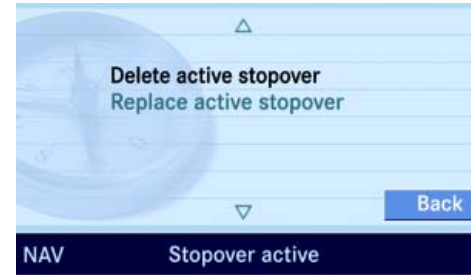 Delete active stopover
Replace active stopover
Back
NAV Stopover active